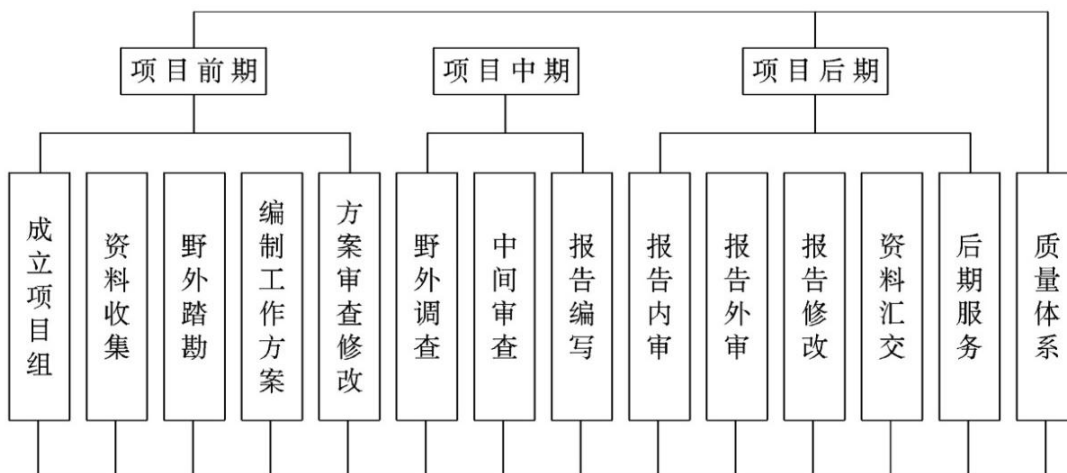 项目前期
项目中期
项目后期
成立项目组
资料收集
野外踏勘
编制工作方案
方案审查修改
野外调查
中间审查
报告编写
报告内审
报告外审
报告修改
资料汇交
后期服务
质量体系